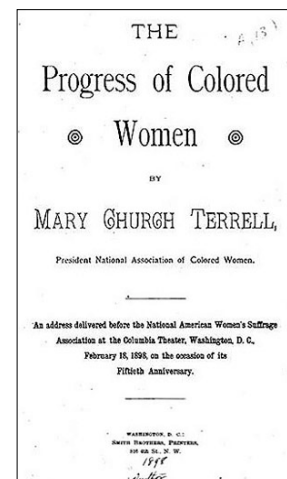 THE
Progress of Colored
Women
BY
MARY CHURCH TERRELL,
President National Association of Colored Women.
An address delivered before the National American Women's Suffrage
Association at the Columbia Theater, Washington, D. C.,
February 18, 1898, on the occasion of its
Fiftieth Anniversary.
WASHINGTON, D. C.:
SMITH BROTHERS, PRINTERS,
St. N. W.
1898